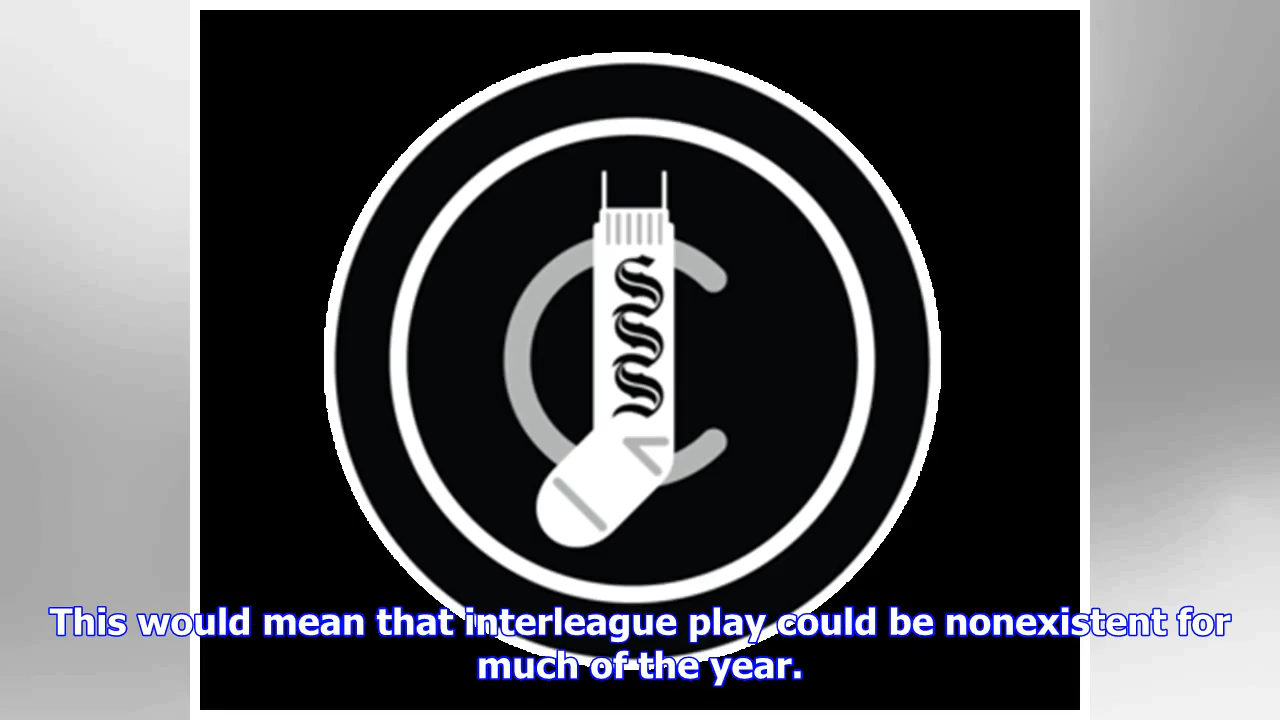 S
S
S
This would mean that interleague play could be nonexistent for
much of the year.